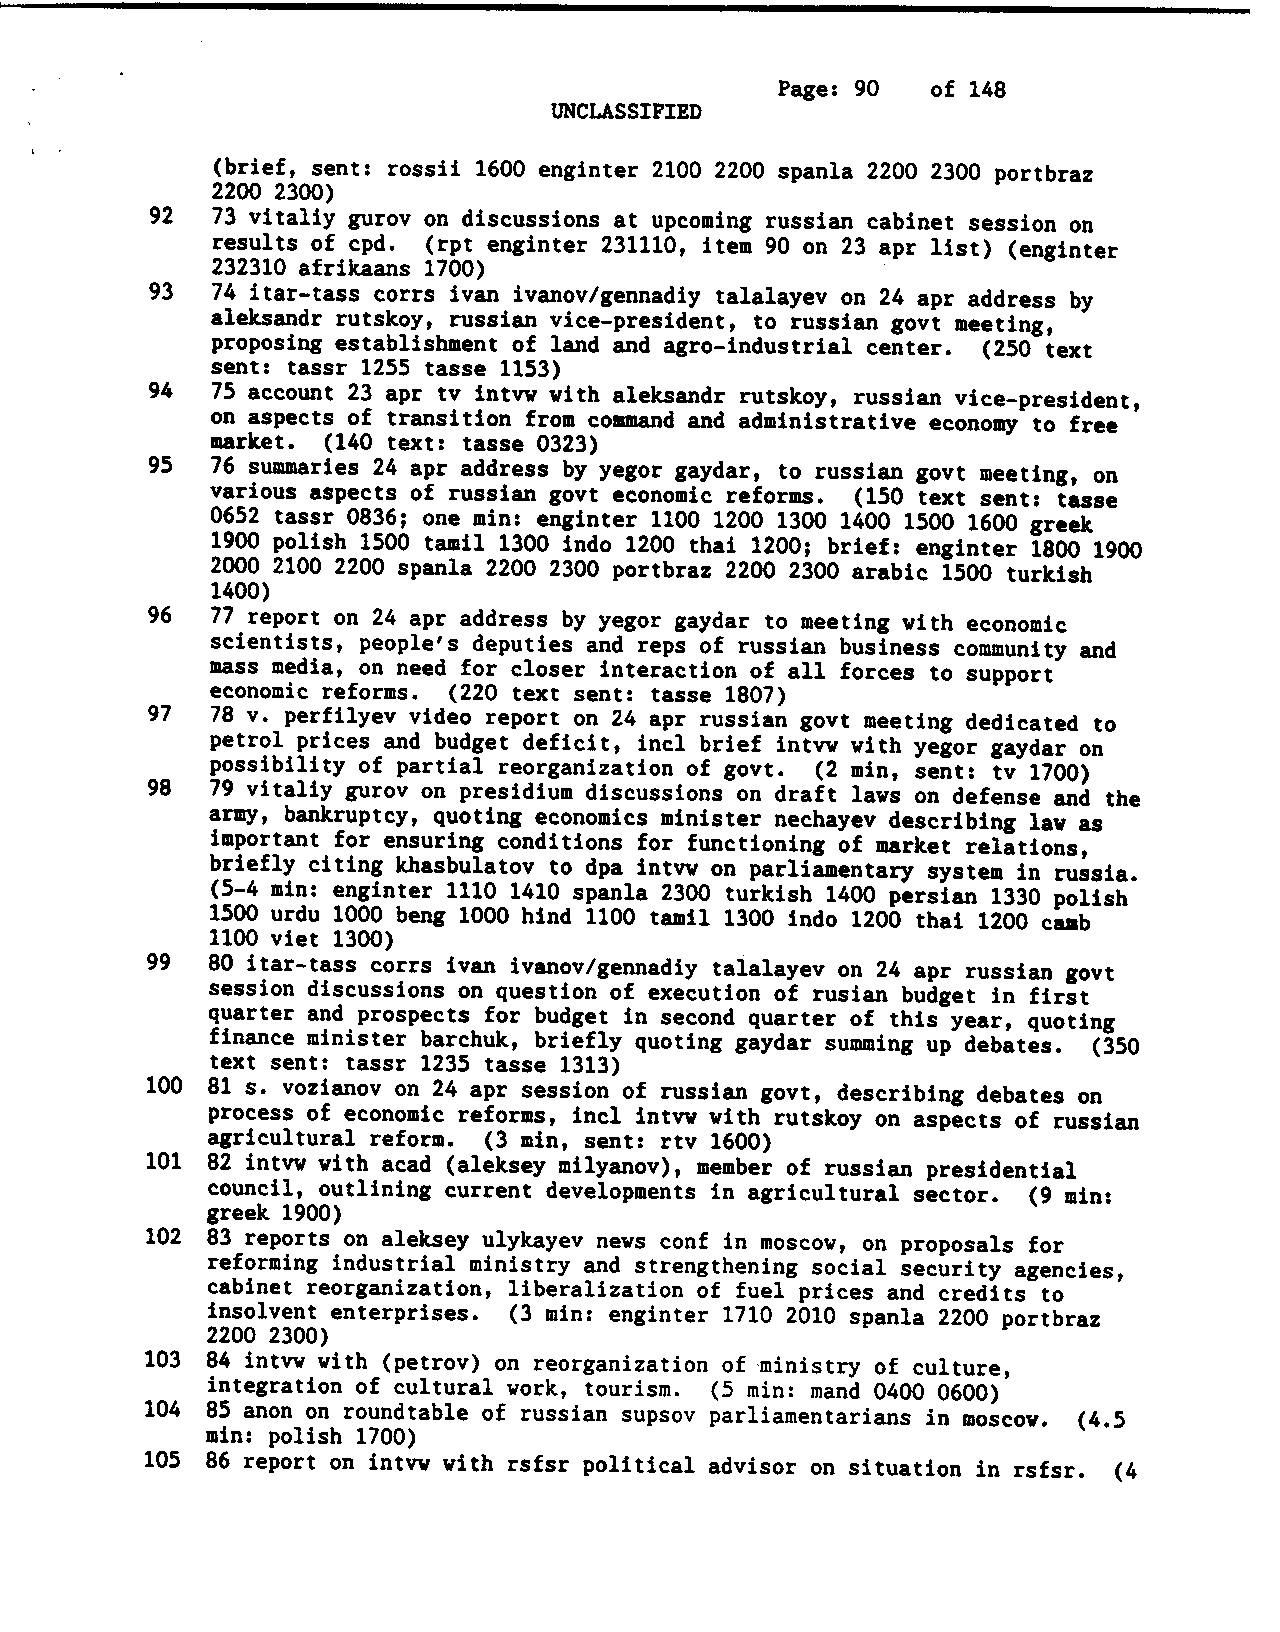 Page: 90 of 148
UNCLASSIFIED
(brief, sent: rossii 1600 enginter 2100 2200 spanla 2200 2300 portbraz
2200 2300)
92 73 vitaliy gurov on discussions at upcoming russian cabinet session on
results of cpd. (rpt enginter 231110, item 90 on 23 apr list) (enginter
232310 afrikaans 1700)
93 74 itar-tass corrs ivan ivanov/gennadiy talalayev on 24 apr address by
aleksandr rutskoy, russian vice-president, to russian govt meeting,
proposing establishment of land and agro-industrial center. (250 text
sent: tassr 1255 tasse 1153)
94 75 account 23 apr tv intvw with aleksandr rutskoy, russian vice-president,
on aspects of transition from command and administrative economy to free
market. (140 text: tasse 0323)
95 76 summaries 24 apr address by yegor gaydar, to russian govt meeting, on
various aspects of russian govt economic reforms. (150 text sent: tasse
0652 tassr 0836; one min: enginter 1100 1200 1300 1400 1500 1600 greek
1900 polish 1500 tamil 1300 indo 1200 thai 1200; brief: enginter 1800 1900
2000 2100 2200 spanla 2200 2300 portbraz 2200 2300 arabic 1500 turkish
1400)
96 77 report on 24 apr address by yegor gaydar to meeting with economic
scientists, people's deputies and reps of russian business community and
mass media, on need for closer interaction of all forces to support
economic reforms. (220 text sent: tasse 1807)
97 78 v. perfilyev video report on 24 apr russian govt meeting dedicated to
petrol prices and budget deficit, incl brief intvw with yegor gaydar on
possibility of partial reorganization of govt. (2 min, sent: tv 1700)
98 79 vitaliy gurov on presidium discussions on draft laws on defense and the
army, bankruptcy, quoting economics minister nechayev describing law as
important for ensuring conditions for functioning of market relations,
briefly citing khasbulatov to dpa intvw on parliamentary system in russia.
(5-4 min: enginter 1110 1410 spanla 2300 turkish 1400 persian 1330 polish
1500 urdu 1000 beng 1000 hind 1100 tamil 1300 indo 1200 thai 1200 camb
1100 viet 1300)
99 80 itar-tass corrs ivan ivanov/gennadiy talalayev on 24 apr russian govt
session discussions on question of execution of rusian budget in first
quarter and prospects for budget in second quarter of this year, quoting
finance minister barchuk, briefly quoting gaydar summing up debates. (350
text sent: tassr 1235 tasse 1313)
100 81 s. vozianov on 24 apr session of russian govt, describing debates on
process of economic reforms, incl intvw with rutskoy on aspects of russian
agricultural reform. (3 min, sent: rtv 1600)
101 82 intvw with acad (aleksey milyanov), member of russian presidential
council, outlining current developments in agricultural sector. (9 min:
greek 1900)
102 83 reports on aleksey ulykayev news conf in moscow, on proposals for
reforming industrial ministry and strengthening social security agencies,
cabinet reorganization, liberalization of fuel prices and credits to
insolvent enterprises. (3 min: enginter 1710 2010 spanla 2200 portbraz
2200 2300)
103 84 intvw with (petrov) on reorganization of ministry of culture,
integration of cultural work, tourism. (5 min: mand 0400 0600)
104 85 anon on roundtable of russian supsov parliamentarians in moscow. (4.5
min: polish 1700)
105 86 report on intvw with rsfsr political advisor on situation in rsfsr. (4